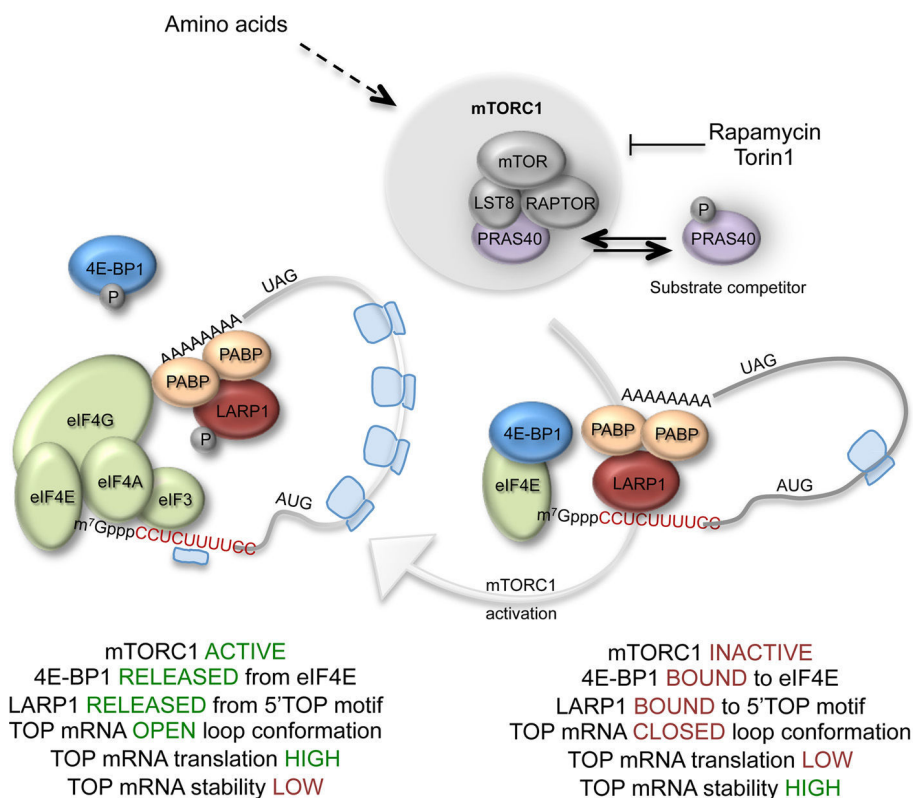 Amino acids
mTORC1
mTOR
LST8
RAPTOR
PRAS40
Rapamycin
Torin1
P
PRAS40
Substrate competitor
4E-BP1
P
UAG
AAAAAAAA
PABP
PABP
LARP1
P
eIF4G
eIF4E
eIF4A
eIF3
AUG
m7GpppCCUCUUUUCC
UAG
AAAAAAAA
4E-BP1
PABP
PABP
eIF4E
LARP1
AUG
m7GpppCCUCUUUUCC
mTORC1
activation
mTORC1 ACTIVE
4E-BP1 RELEASED from eIF4E
LARP1 RELEASED from 5'TOP motif
TOP mRNA OPEN loop conformation
TOP mRNA translation HIGH
TOP mRNA stability LOW
mTORC1 INACTIVE
4E-BP1 BOUND to eIF4E
LARP1 BOUND to 5'TOP motif
TOP mRNA CLOSED loop conformation
TOP mRNA translation LOW
TOP mRNA stability HIGH